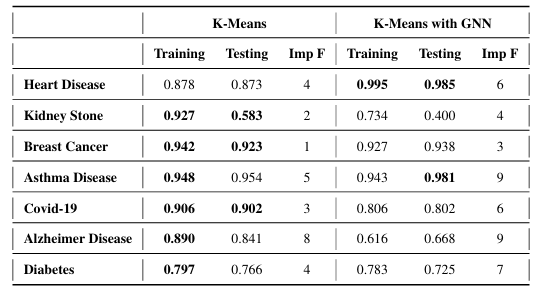 K-Means K-Means with GNN
Training Testing Imp F Training Testing Imp F
Heart Disease 0.878 0.873 4 0.995 0.985 6
Kidney Stone 0.927 0.583 2 0.734 0.400 4
Breast Cancer 0.942 0.923 1 0.927 0.938 3
Asthma Disease 0.948 0.954 5 0.943 0.981 9
Covid-19 0.906 0.902 3 0.806 0.802 6
Alzheimer Disease 0.890 0.841 8 0.616 0.668 9
Diabetes 0.797 0.766 4 0.783 0.725 7